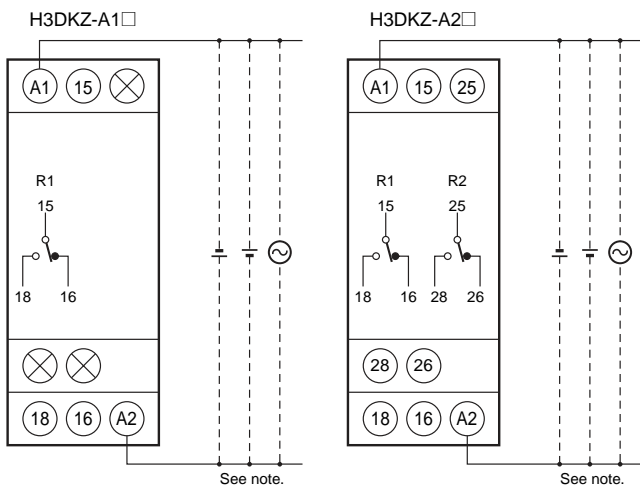 H3DKZ-A1□
A1 15
R1
15
18 16
18 16 A2
See note.
H3DKZ-A2□
A1 15 25
R1 R2
15 25
18 16 28 26
28 26
18 16 A2
See note.